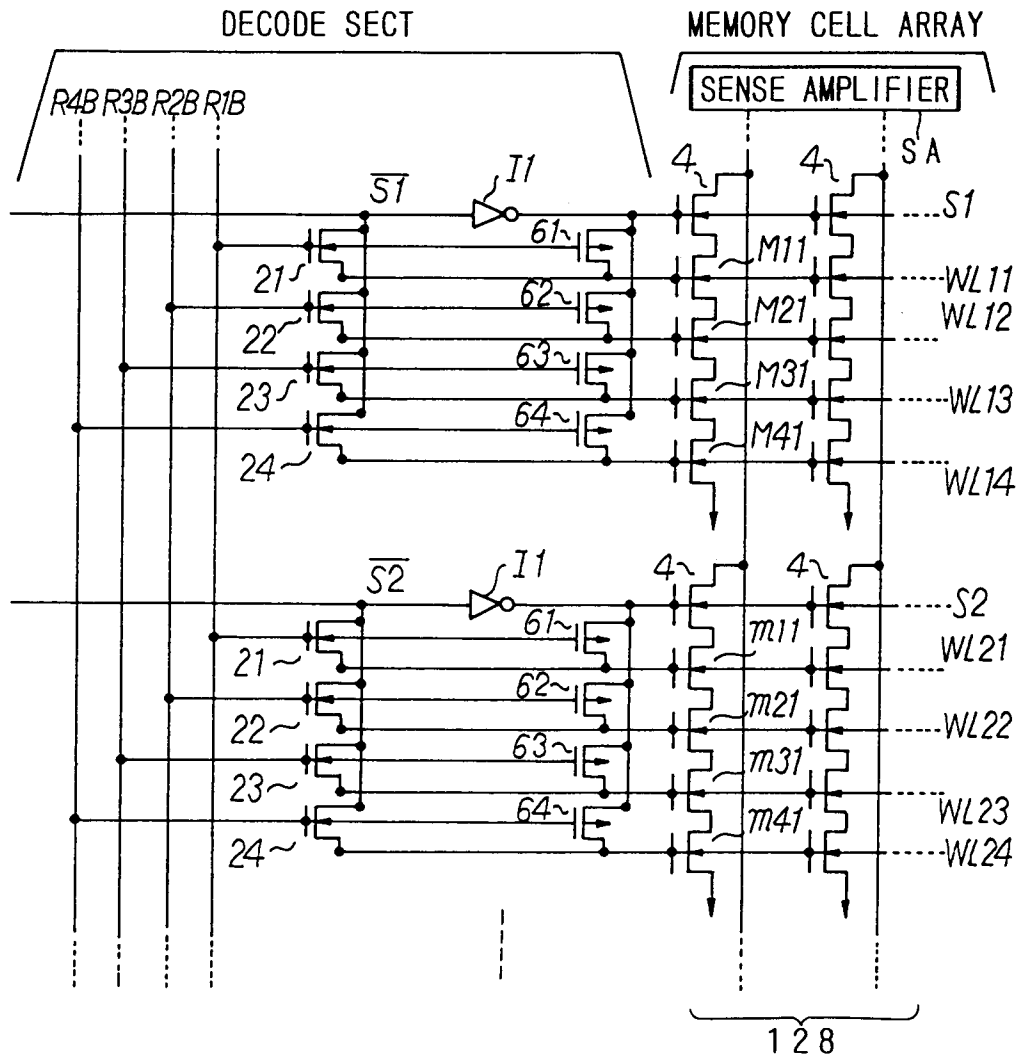 DECODE SECT
MEMORY CELL ARRAY
R4B R3B R2B R1B
SENSE AMPLIFIER
SA
S1 I1 4 4 S1
61 M11
21 WL11
62 M21 WL12
22
63 M31
23 WL13
64 M41
24 WL14
S2 I1 4 4 S2
61 m11
21 WL21
62 m21
22 WL22
63 m31
23 WL23
64 m41
24 WL24
128